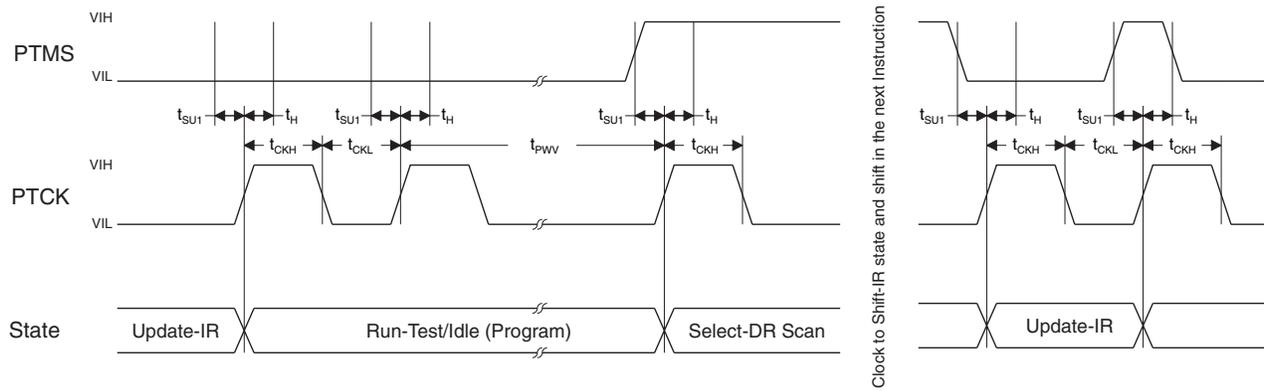 VIH
PTMS
VIL
Clock to Shift-IR state and shift in the next Instruction
tSU1 tH tSU1 tH tSU1 tH tSU1 tH tSU1 tH
tCKH tCKL tPWV tCKH tCKH tCKL tCKH
VIH
PTCK
VIL
State Update-IR Run-Test/Idle (Program) Select-DR Scan Update-IR